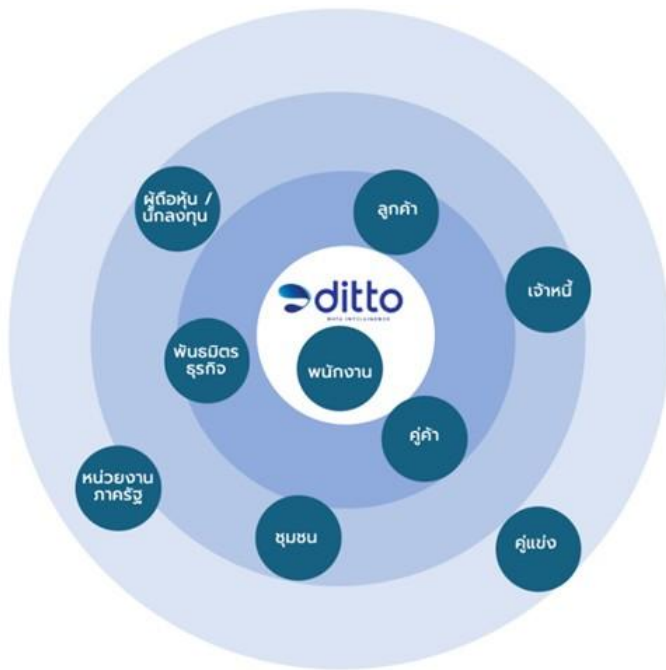 ผู้ถือหุ้น /
นักลงทุน
ลูกค้า
เจ้าหนี้
ditto
DATA INTELLIGENCE
พันธมิตร
ธุรกิจ
พนักงาน
คู่ค้า
หน่วยงาน
ภาครัฐ
ชุมชน
คู่แข่ง